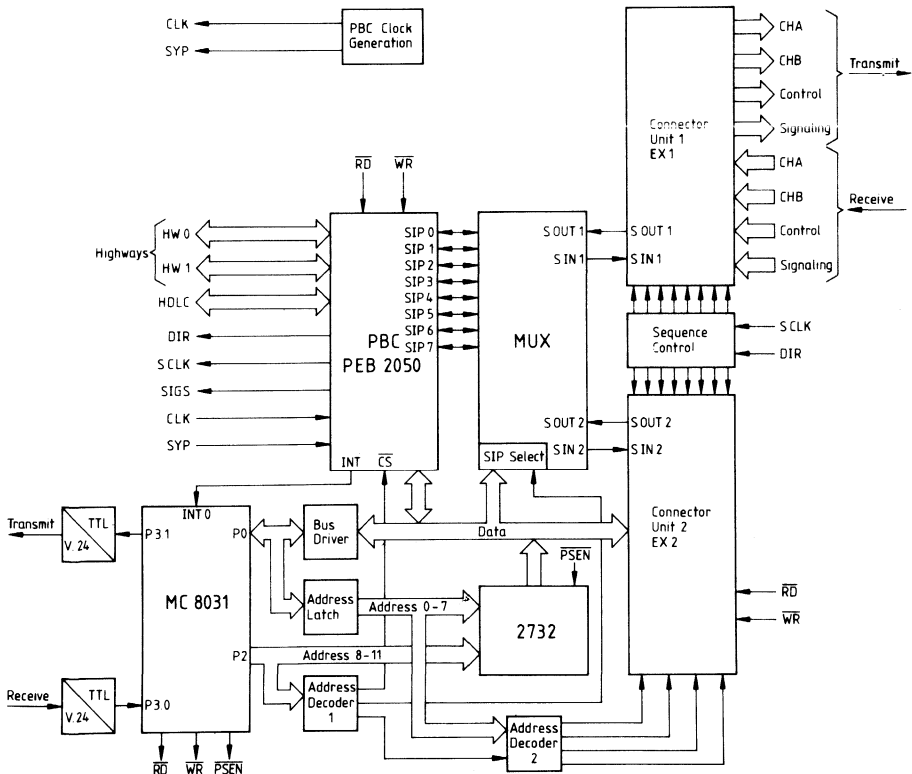 CLK
SYP
PBC Clock
Generation
Connector
Unit 1
EX1
CHA
CHB
Control
Signaling
Transmit
CHA
CHB
Control
Signaling
Receive
RD
WR
Highways
HW 0
HW 1
HDLC
DIR
SCLK
SIGS
CLK
SYP
SIP 0
SIP 1
SIP 2
SIP 3
SIP 4
SIP 5
SIP 6
SIP 7
PBC
PEB 2050
INT
CS
MUX
S OUT 1
S IN 1
S OUT 2
S IN 2
SIP Select
S OUT 1
S IN 1
Sequence
Control
SCLK
DIR
S OUT 2
S IN 2
Connector
Unit 2
EX 2
RD
WR
Transmit
TTL
V.24
P3.1
INT 0
P0
MC 8031
P2
P3.0
Receive
TTL
V.24
RD
WR
PSEN
Bus
Driver
Data
PSEN
Address
Latch
Address 0-7
2732
Address 8-11
Address
Decoder
1
Address
Decoder
2